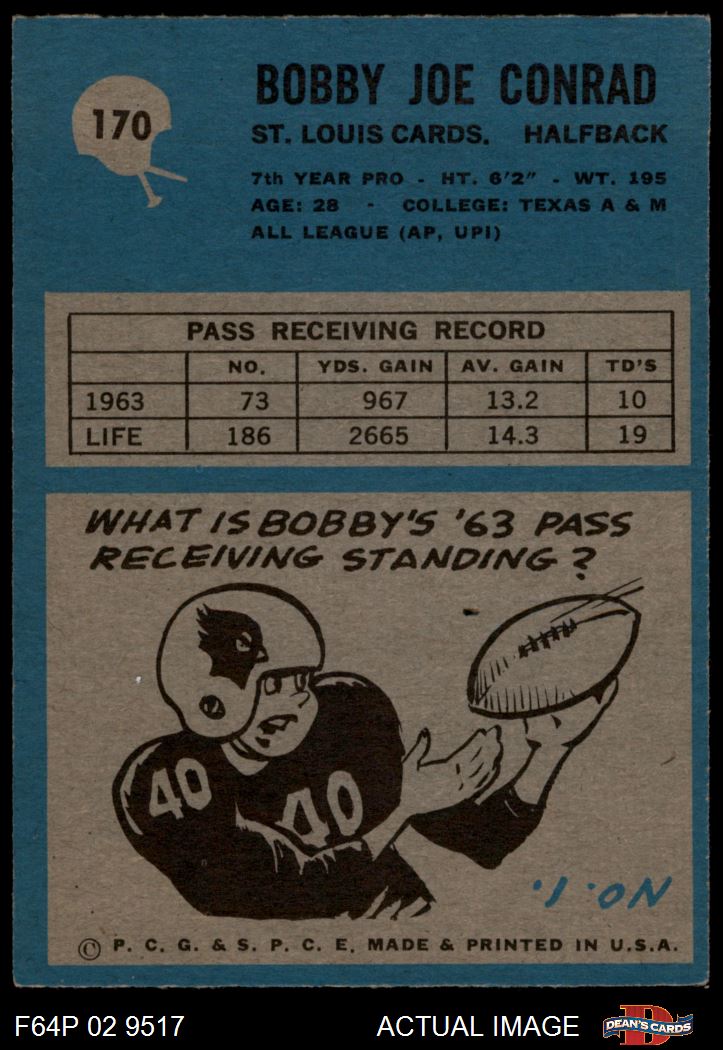 170
BOBBY JOE CONRAD
ST. LOUIS CARDS. HALFBACK
7th YEAR PRO - HT. 6'2" - WT. 195
AGE: 28 - COLLEGE: TEXAS A & M
ALL LEAGUE (AP, UPI)
PASS RECEIVING RECORD
NO. YDS. GAIN AV. GAIN TD'S
1963 73 967 13.2 10
LIFE 186 2665 14.3 19
WHAT IS BOBBY'S '63 PASS
RECEIVING STANDING?
40 40
NO. 1.
© P. C. G. & S. P. C. E. MADE & PRINTED IN U.S.A.
F64P 02 9517 ACTUAL IMAGE D DEAN'S CARDS